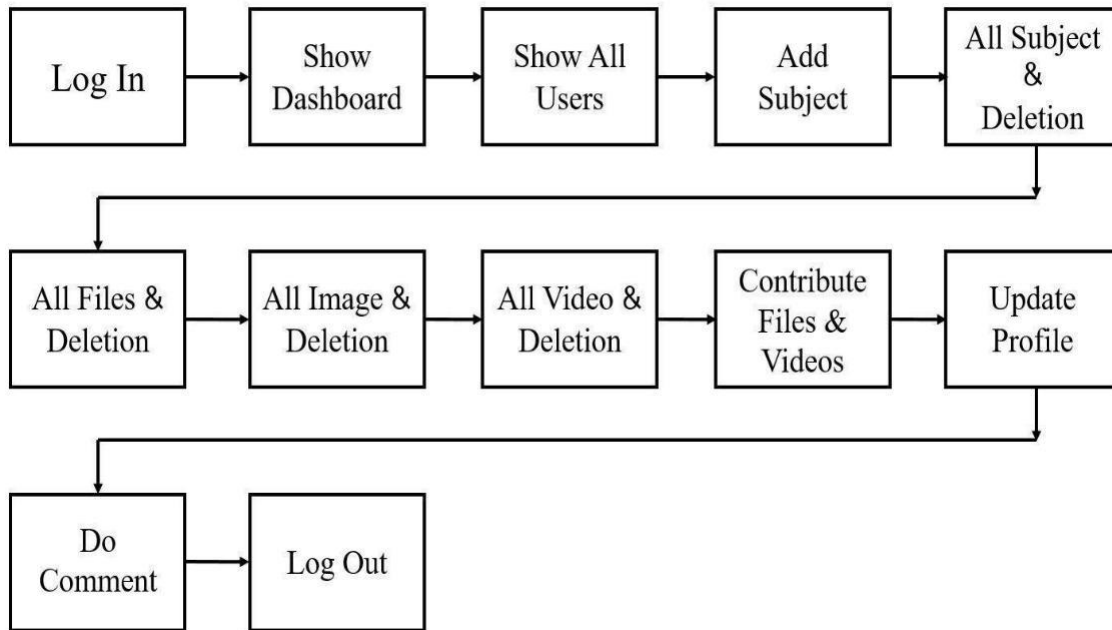 Log In
Show
Dashboard
Show All
Users
Add
Subject
All Subject
&
Deletion
All Files &
Deletion
All Image &
Deletion
All Video &
Deletion
Contribute
Files &
Videos
Update
Profile
Do
Comment
Log Out